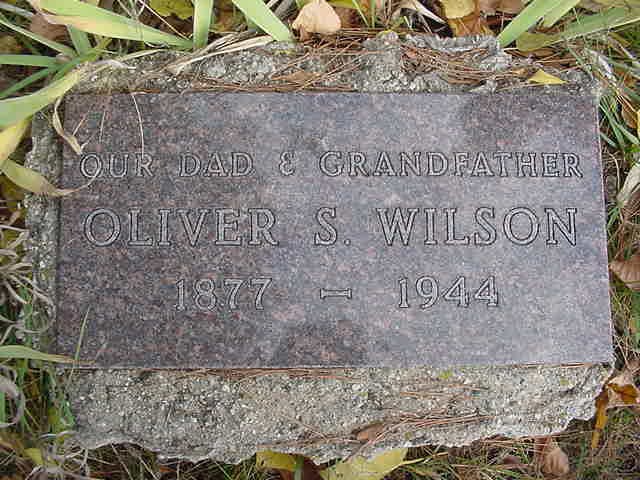 OUR DAD & GRANDFATHER
OLIVER S. WILSON
1877 - 1944